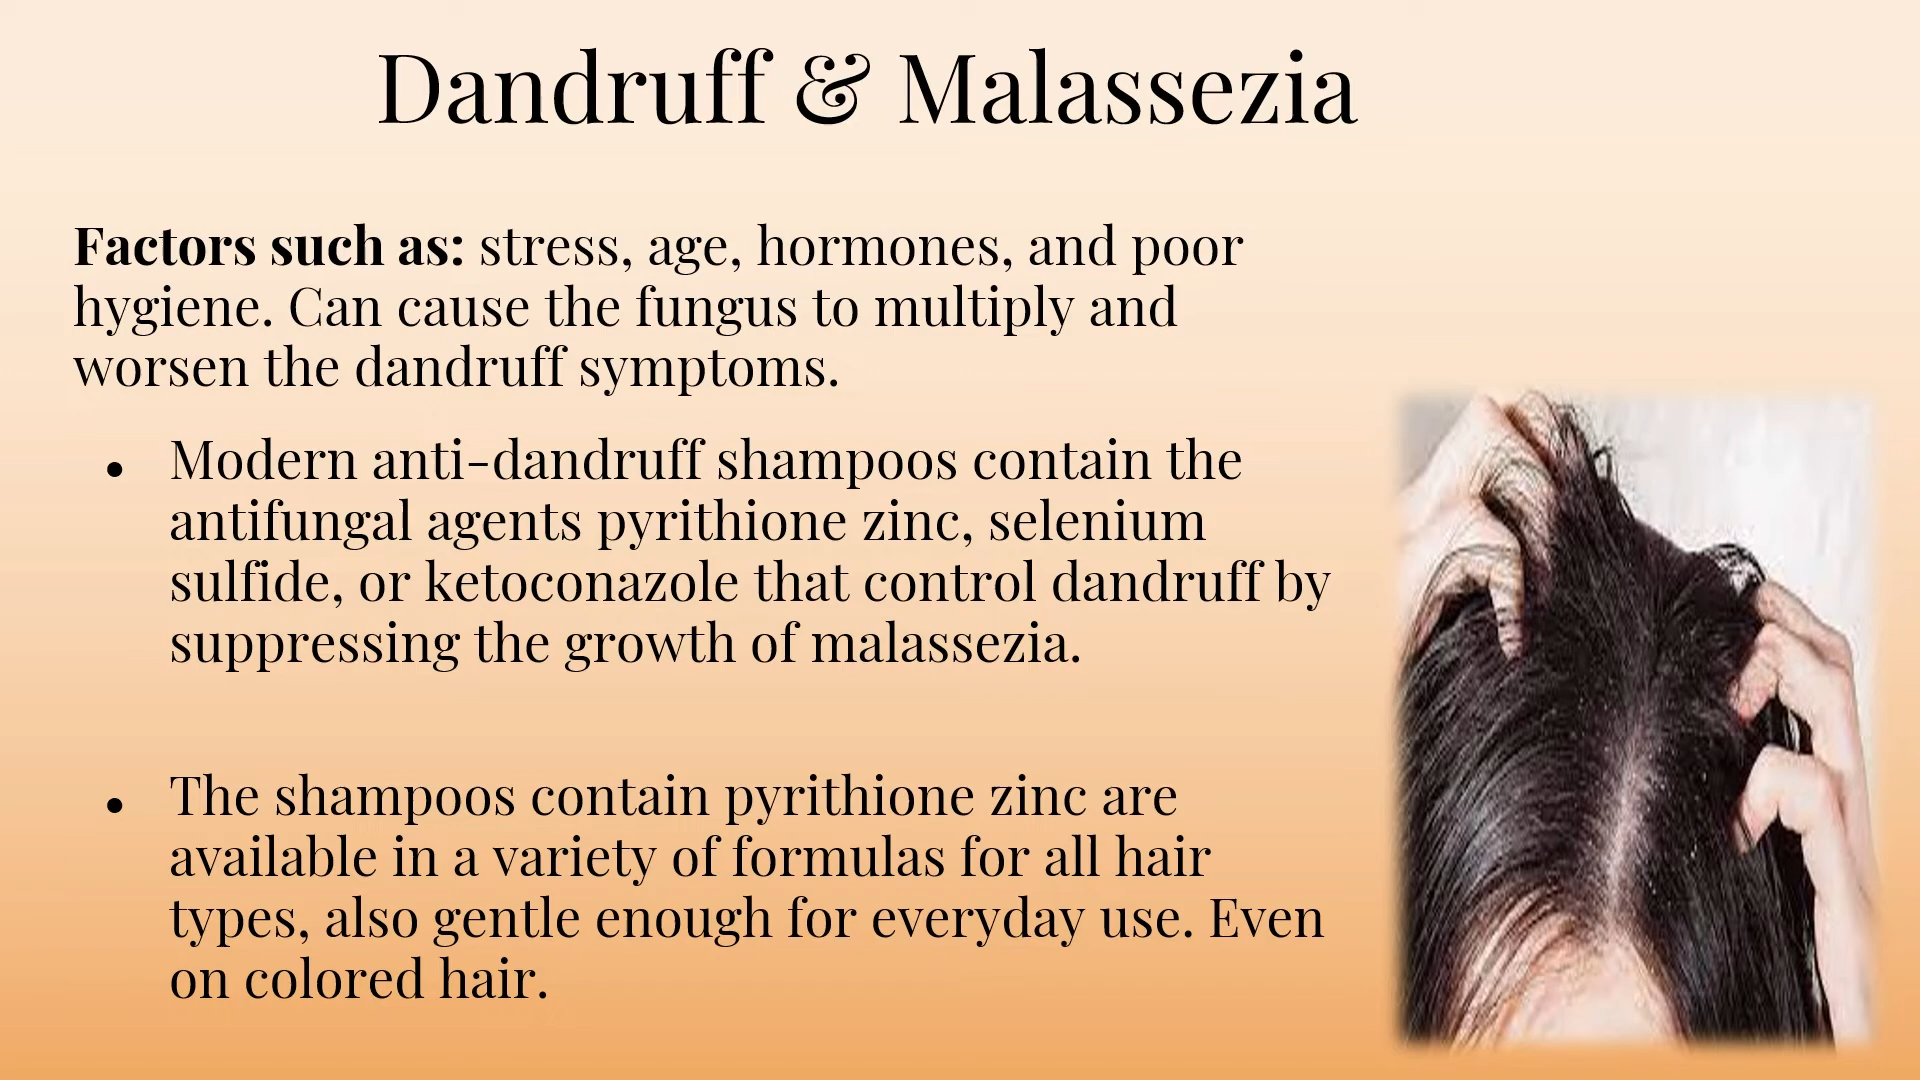 Dandruff & Malassezia
Factors such as: stress, age, hormones, and poor
hygiene. Can cause the fungus to multiply and
worsen the dandruff symptoms.
• Modern anti-dandruff shampoos contain the
antifungal agents pyrithione zinc, selenium
sulfide, or ketoconazole that control dandruff by
suppressing the growth of malassezia.
• The shampoos contain pyrithione zinc are
available in a variety of formulas for all hair
types, also gentle enough for everyday use. Even
on colored hair.